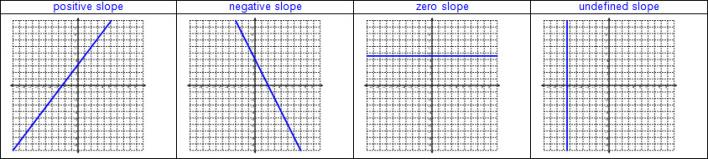 positive slope
negative slope
zero slope
undefined slope